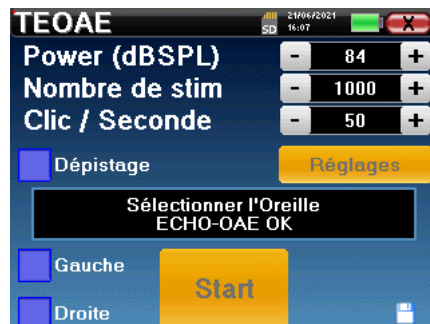 TEOAE
SD 21/06/2021
16:07
X
Power (dBSPL) - 84 +
Nombre de stim - 1000 +
Clic / Seconde - 50 +
Dépistage Réglages
Sélectionner l'Oreille
ECHO-OAE OK
Gauche
Start
Droite